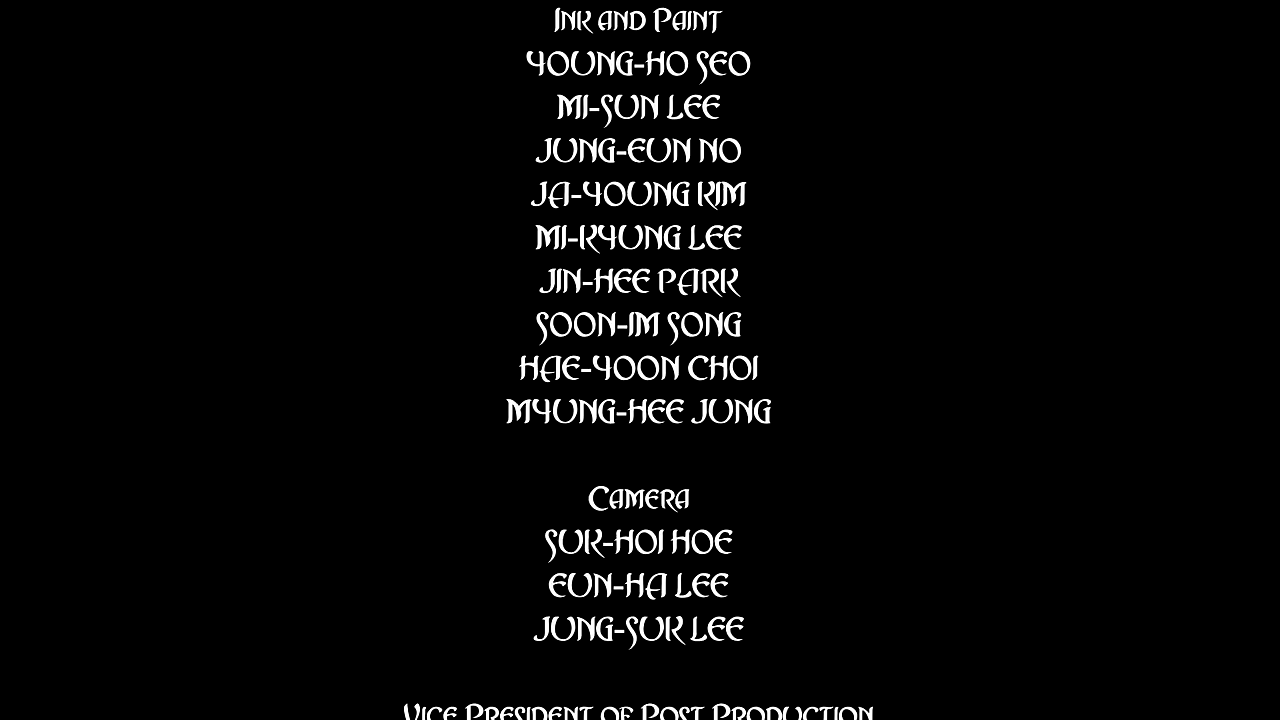 Ink and Paint
YOUNG-HO SEO
MI-SUN LEE
JUNG-EUN NO
JA-YOUNG KIM
MI-KYUNG LEE
JIN-HEE PARK
SOON-IM SONG
HAE-YOON CHOI
MYUNG-HEE JUNG
Camera
SUK-HOI HOE
EUN-HA LEE
JUNG-SUK LEE
Vice President of Post Production